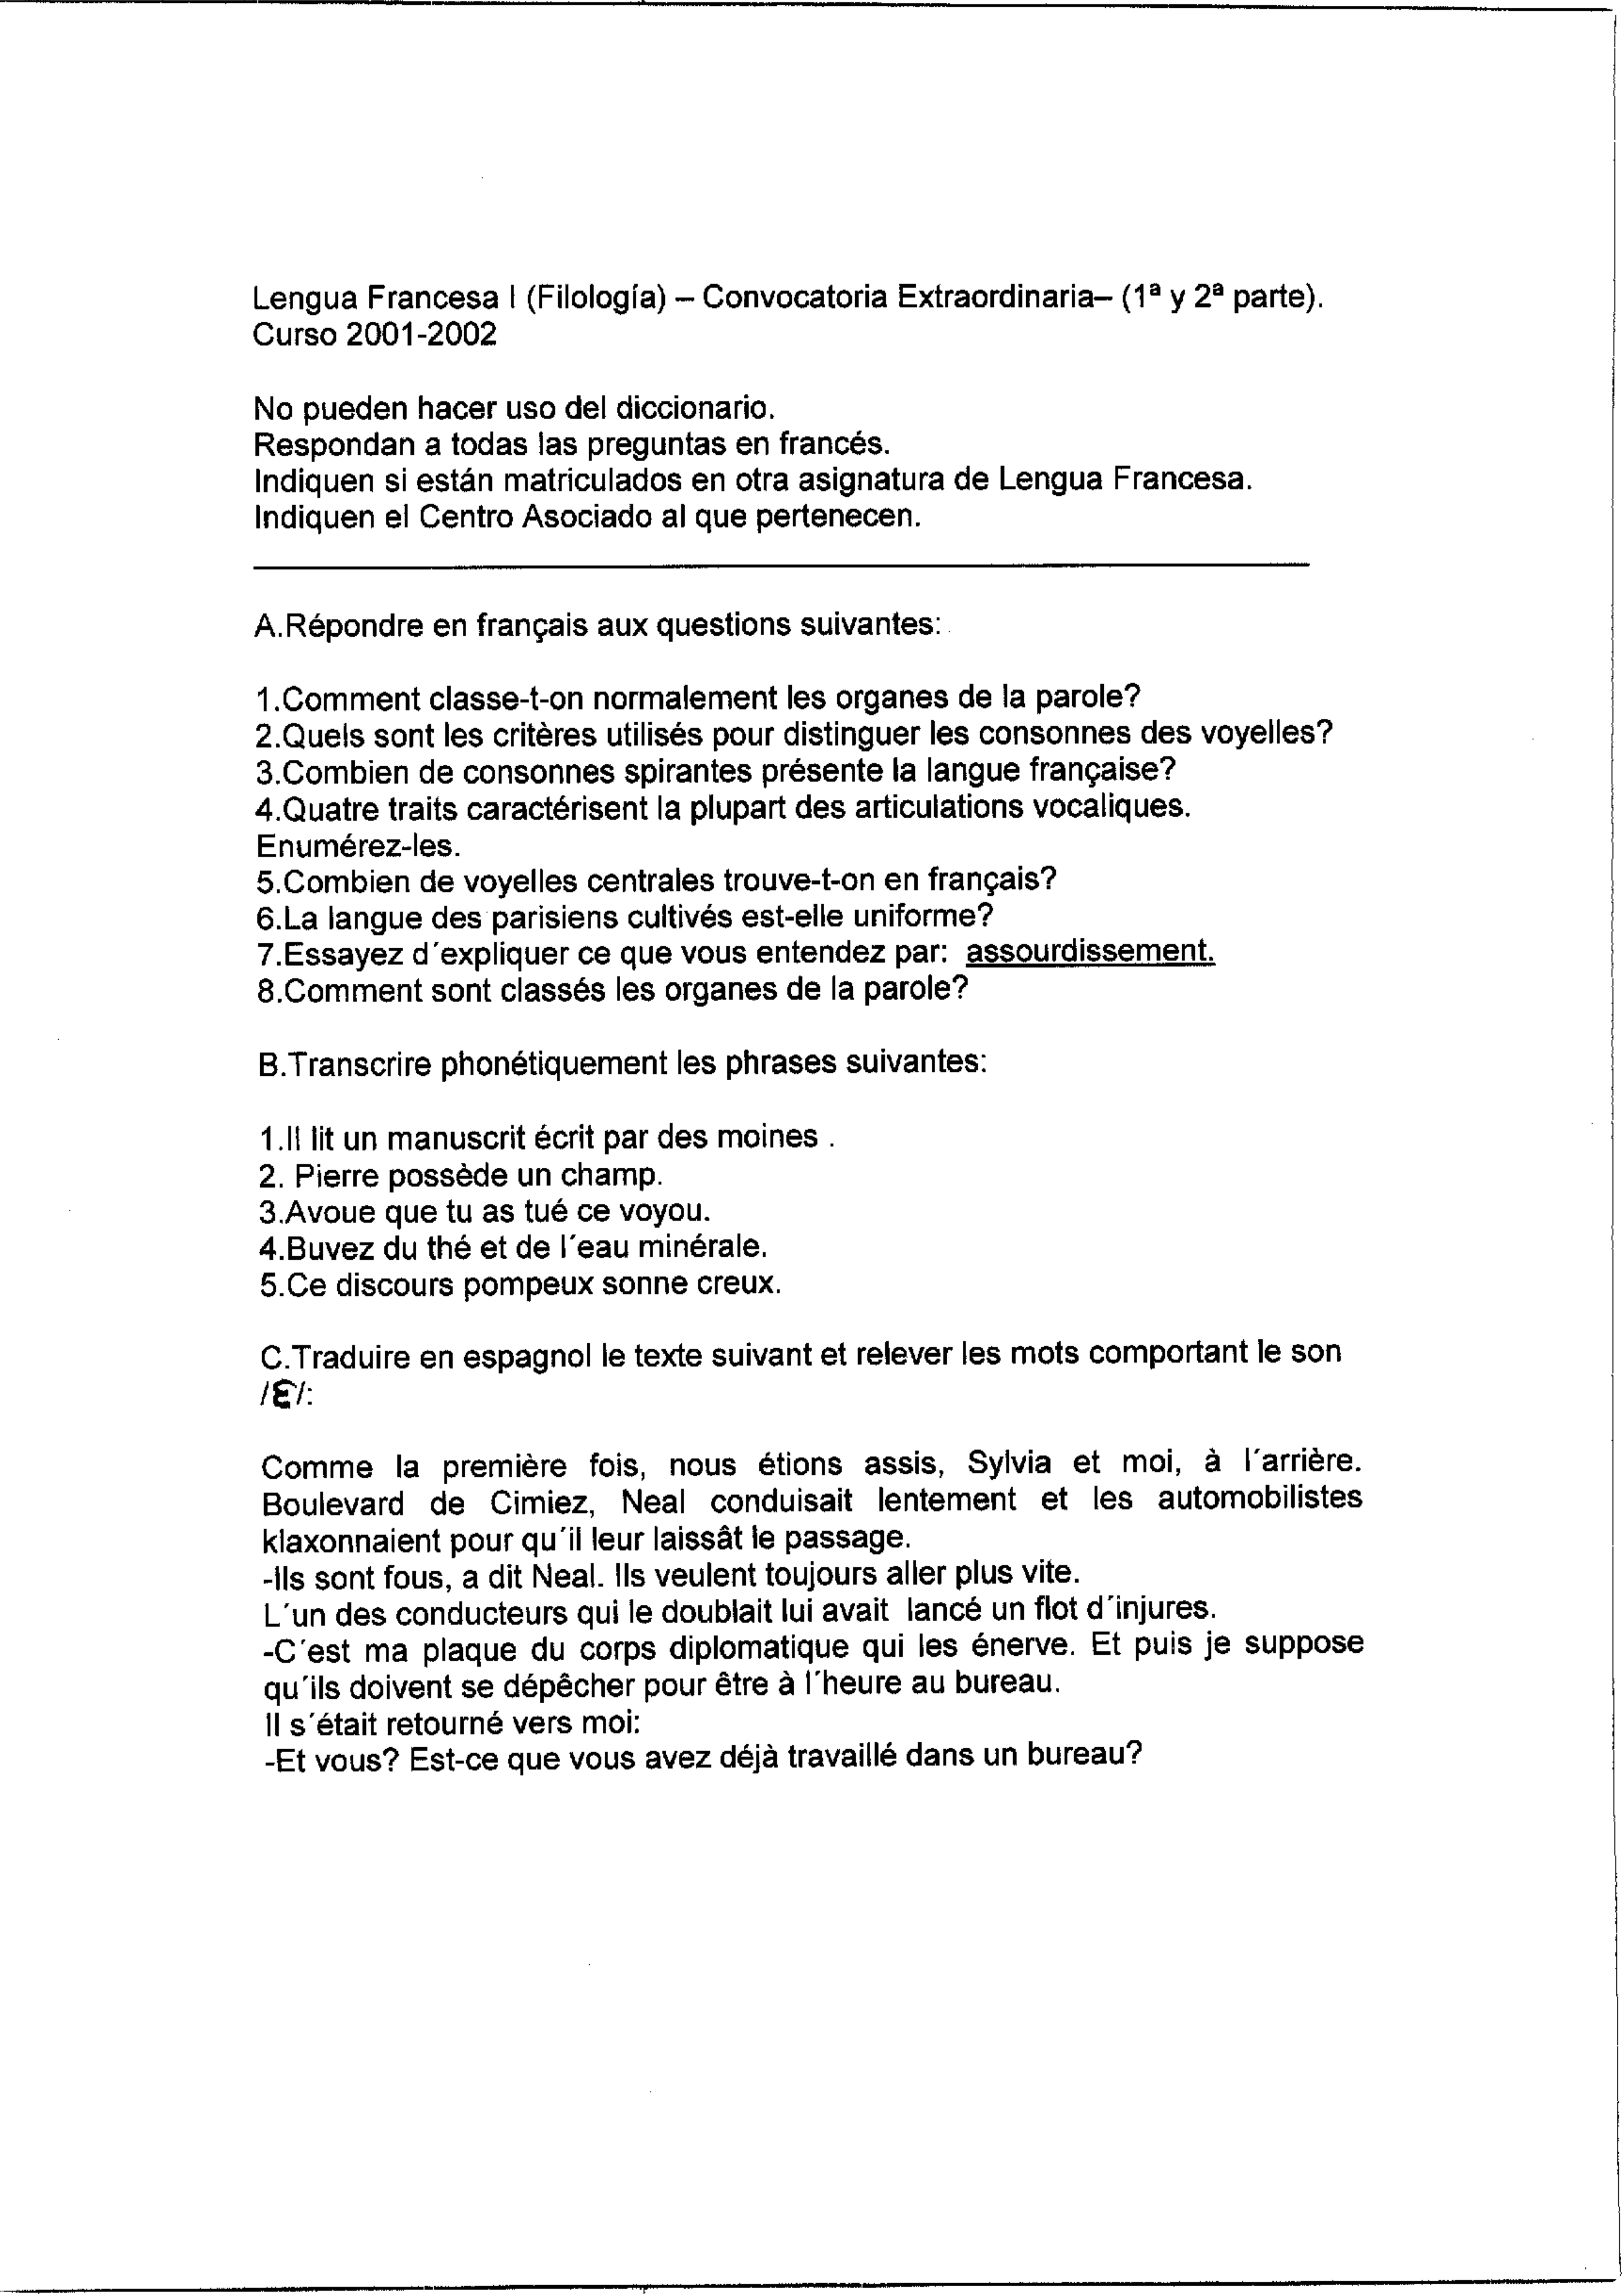 Lengua Francesa I (Filología) – Convocatoria Extraordinaria– (1ª y 2ª parte).
Curso 2001-2002
No pueden hacer uso del diccionario.
Respondan a todas las preguntas en francés.
Indiquen si están matriculados en otra asignatura de Lengua Francesa.
Indiquen el Centro Asociado al que pertenecen.
A.Répondre en français aux questions suivantes:
1.Comment classe-t-on normalement les organes de la parole?
2.Quels sont les critères utilisés pour distinguer les consonnes des voyelles?
3.Combien de consonnes spirantes présente la langue française?
4.Quatre traits caractérisent la plupart des articulations vocaliques.
Enumérez-les.
5.Combien de voyelles centrales trouve-t-on en français?
6.La langue des parisiens cultivés est-elle uniforme?
7.Essayez d´expliquer ce que vous entendez par: assourdissement.
8.Comment sont classés les organes de la parole?
B.Transcrire phonétiquement les phrases suivantes:
1.Il lit un manuscrit écrit par des moines .
2. Pierre possède un champ.
3.Avoue que tu as tué ce voyou.
4.Buvez du thé et de l´eau minérale.
5.Ce discours pompeux sonne creux.
C.Traduire en espagnol le texte suivant et relever les mots comportant le son
/Ɛ/:
Comme la première fois, nous étions assis, Sylvia et moi, à l´arrière.
Boulevard de Cimiez, Neal conduisait lentement et les automobilistes
klaxonnaient pour qu´il leur laissât le passage.
-Ils sont fous, a dit Neal. Ils veulent toujours aller plus vite.
L´un des conducteurs qui le doublait lui avait lancé un flot d´injures.
-C´est ma plaque du corps diplomatique qui les énerve. Et puis je suppose
qu´ils doivent se dépêcher pour être à l´heure au bureau.
Il s´était retourné vers moi:
-Et vous? Est-ce que vous avez déjà travaillé dans un bureau?